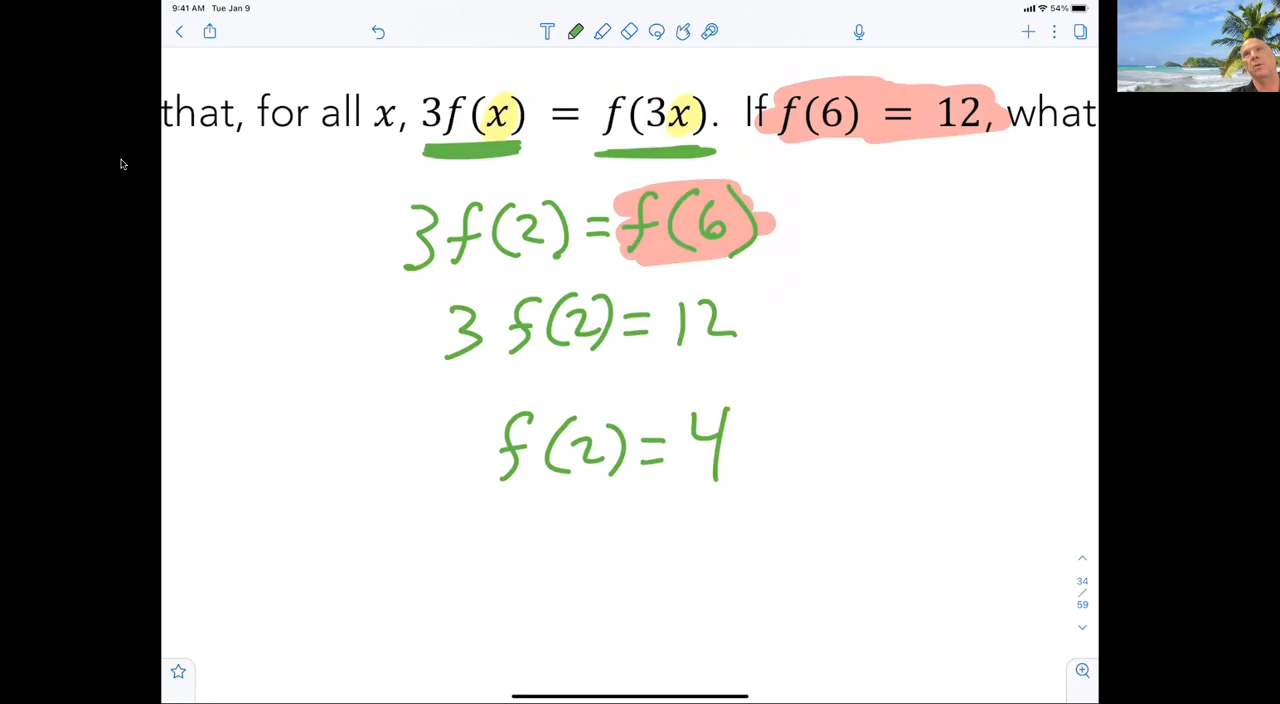 9:41 AM Tue Jan 9
54%
that, for all x, 3f(x) = f(3x). If f(6) = 12, what
3f(2) = f(6)
3 f(2) = 12
f(2) = 4
34
/
59